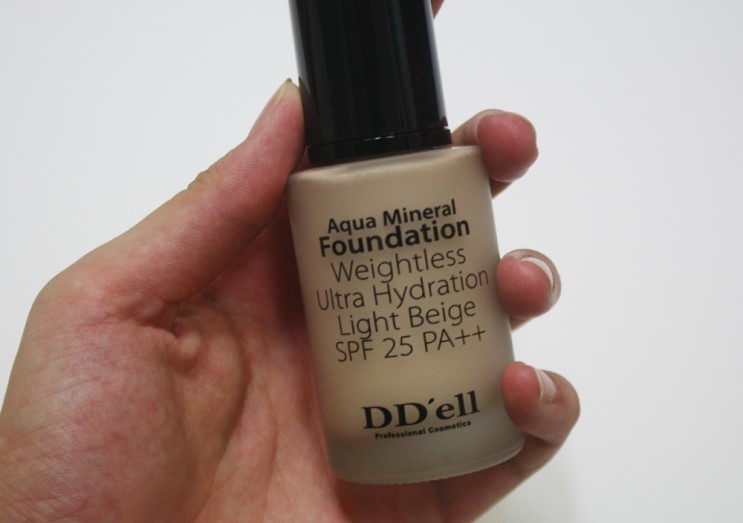 Aqua Mineral
Foundation
Weightless
Ultra Hydration
Light Beige
SPF 25 PA++
DD'ell
Professional Cosmetics